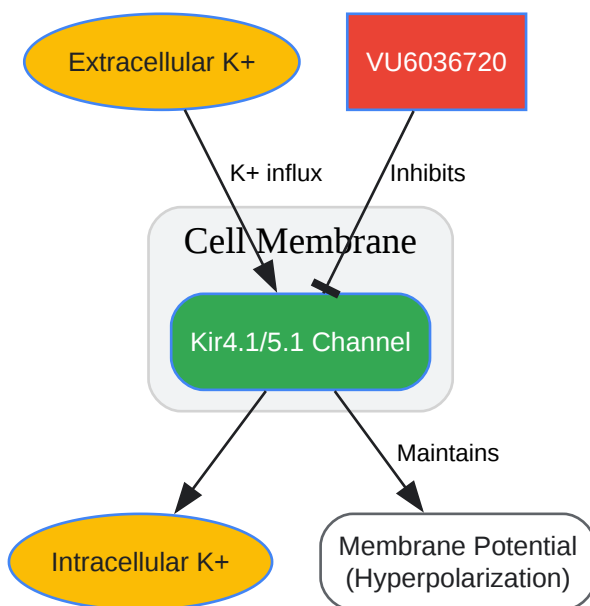 Extracellular K+
VU6036720
K+ influx
Inhibits
Cell Membrane
Kir4.1/5.1 Channel
Maintains
Intracellular K+
Membrane Potential
(Hyperpolarization)